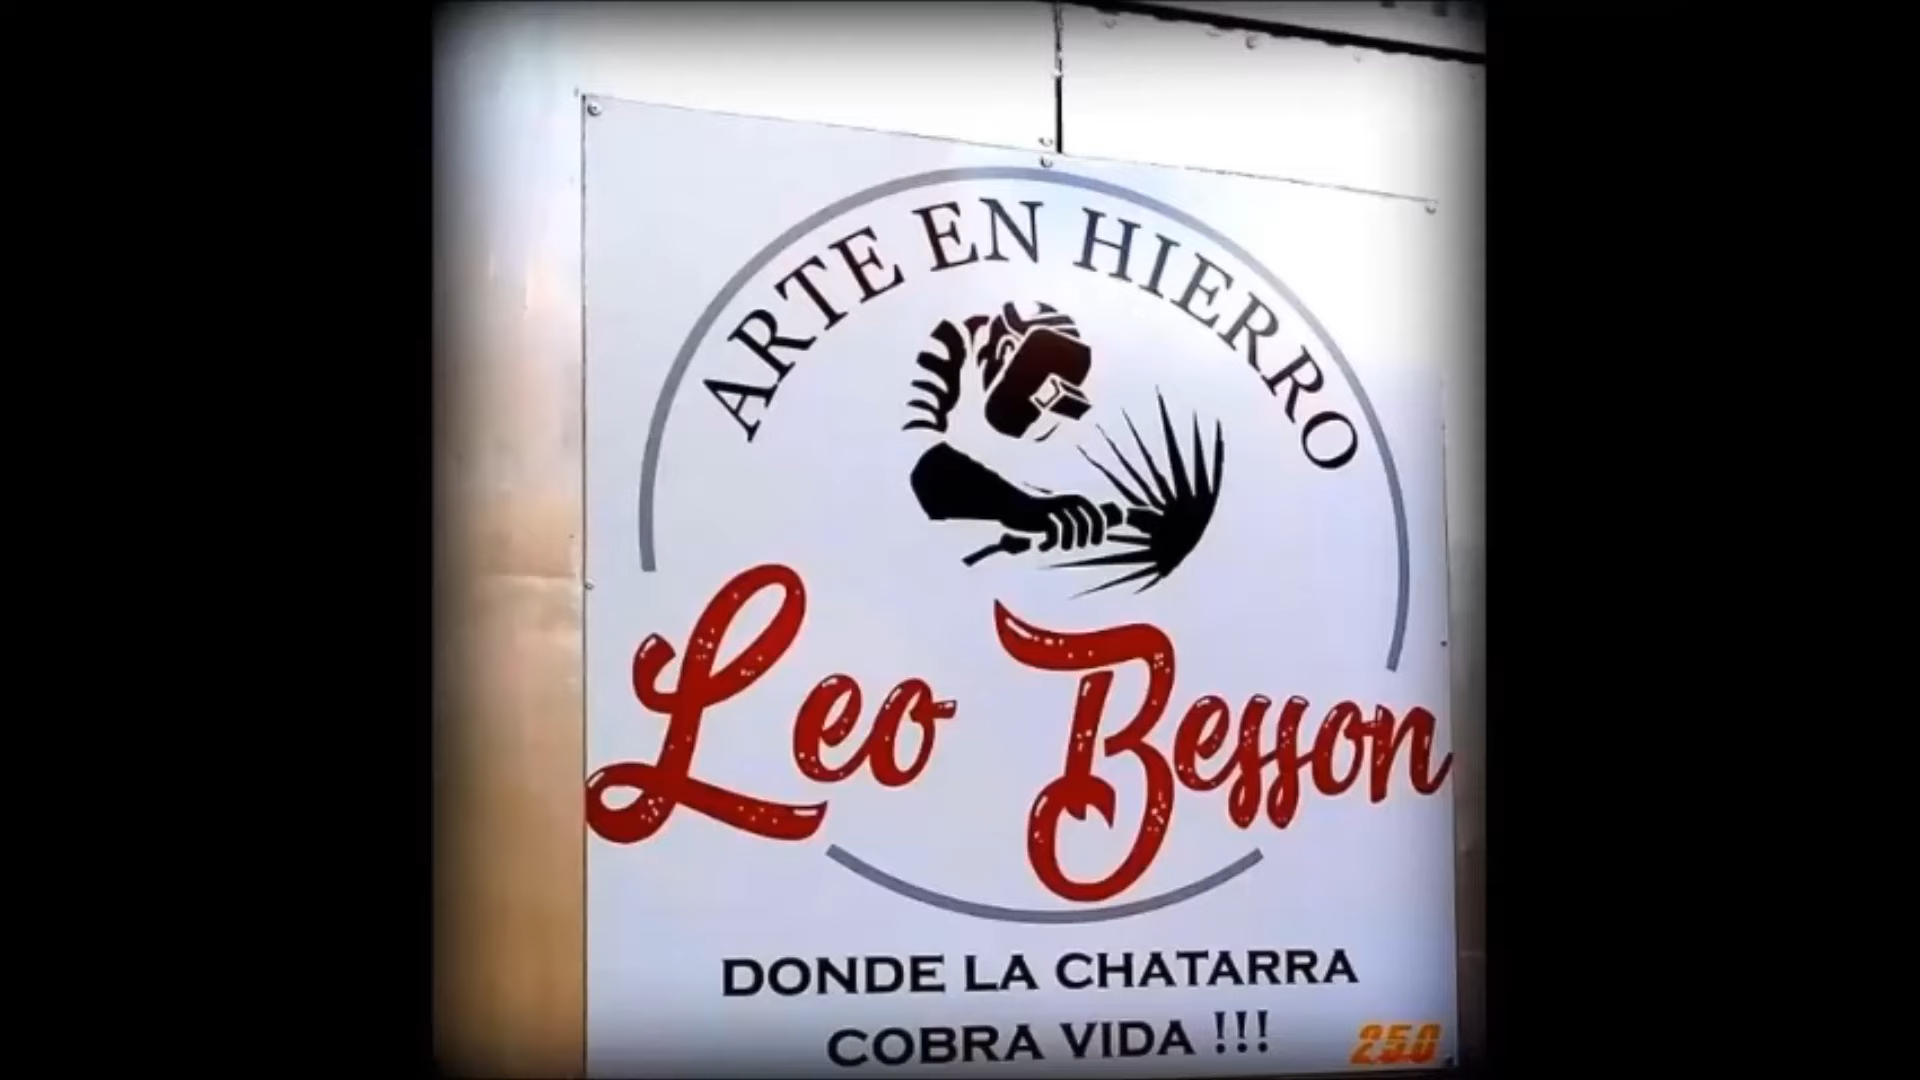 ARTE EN HIERRO
Leo Besson
DONDE LA CHATARRA
COBRA VIDA !!!
250